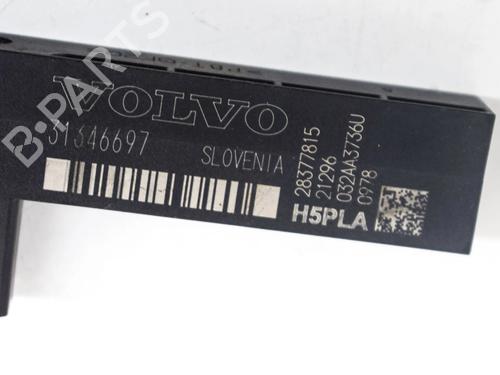 VOLVO
31346697
SLOVENIA
28377815
21296
032AA3736U
0978
H5PLA
B-PARTS